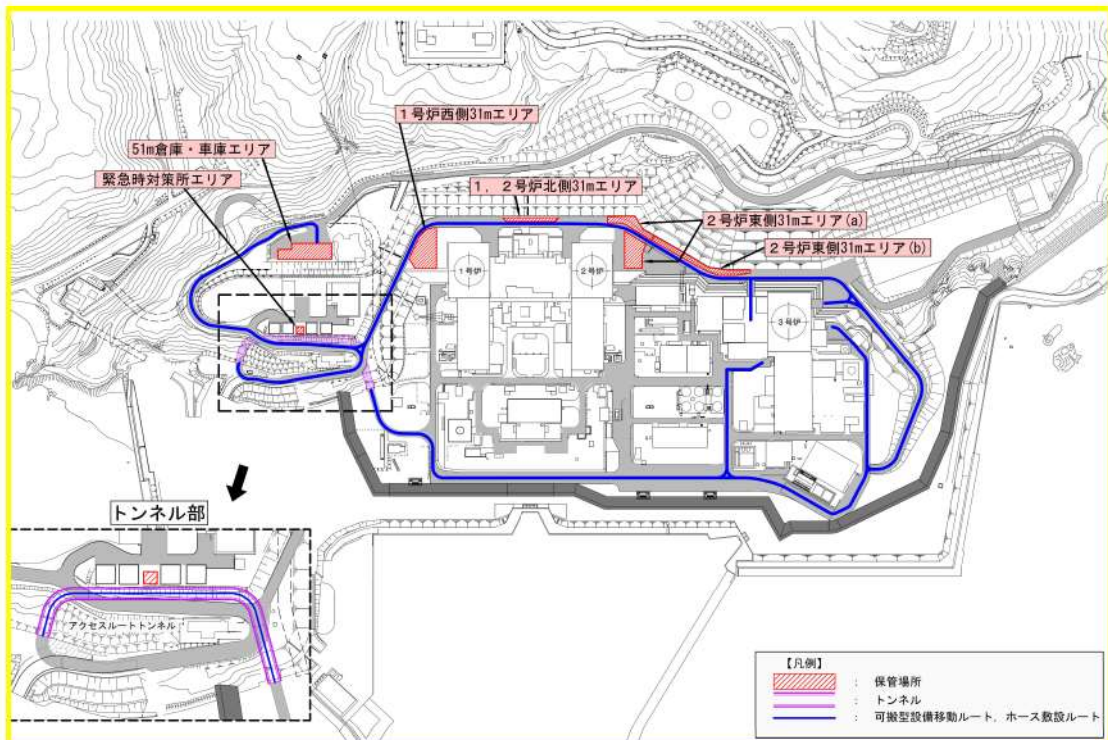 1号炉西側31mエリア
51m倉庫・車庫エリア
緊急時対策所エリア
1，2号炉北側31mエリア
2号炉東側31mエリア(a)
2号炉東側31mエリア(b)
1号炉
2号炉
3号炉
トンネル部
アクセスルートトンネル
【凡例】
： 保管場所
： トンネル
： 可搬型設備移動ルート，ホース敷設ルート